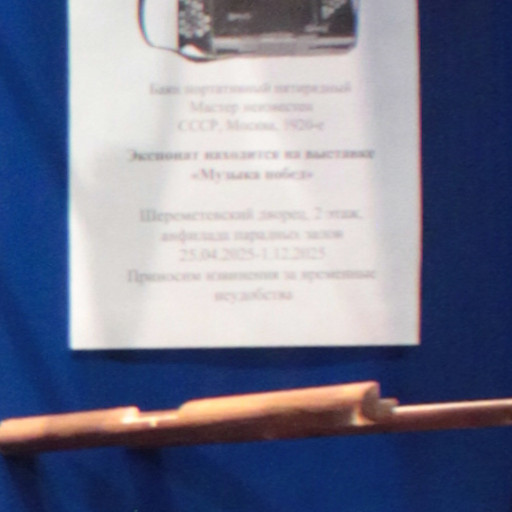 Баян портативный пятирядный
Мастер неизвестен
СССР, Москва, 1920-е
Экспонат находится на выставке
«Музыка побед»
Шереметевский дворец, 2 этаж,
анфилада парадных залов
25.04.2025-1.12.2025
Приносим извинения за временные
неудобства